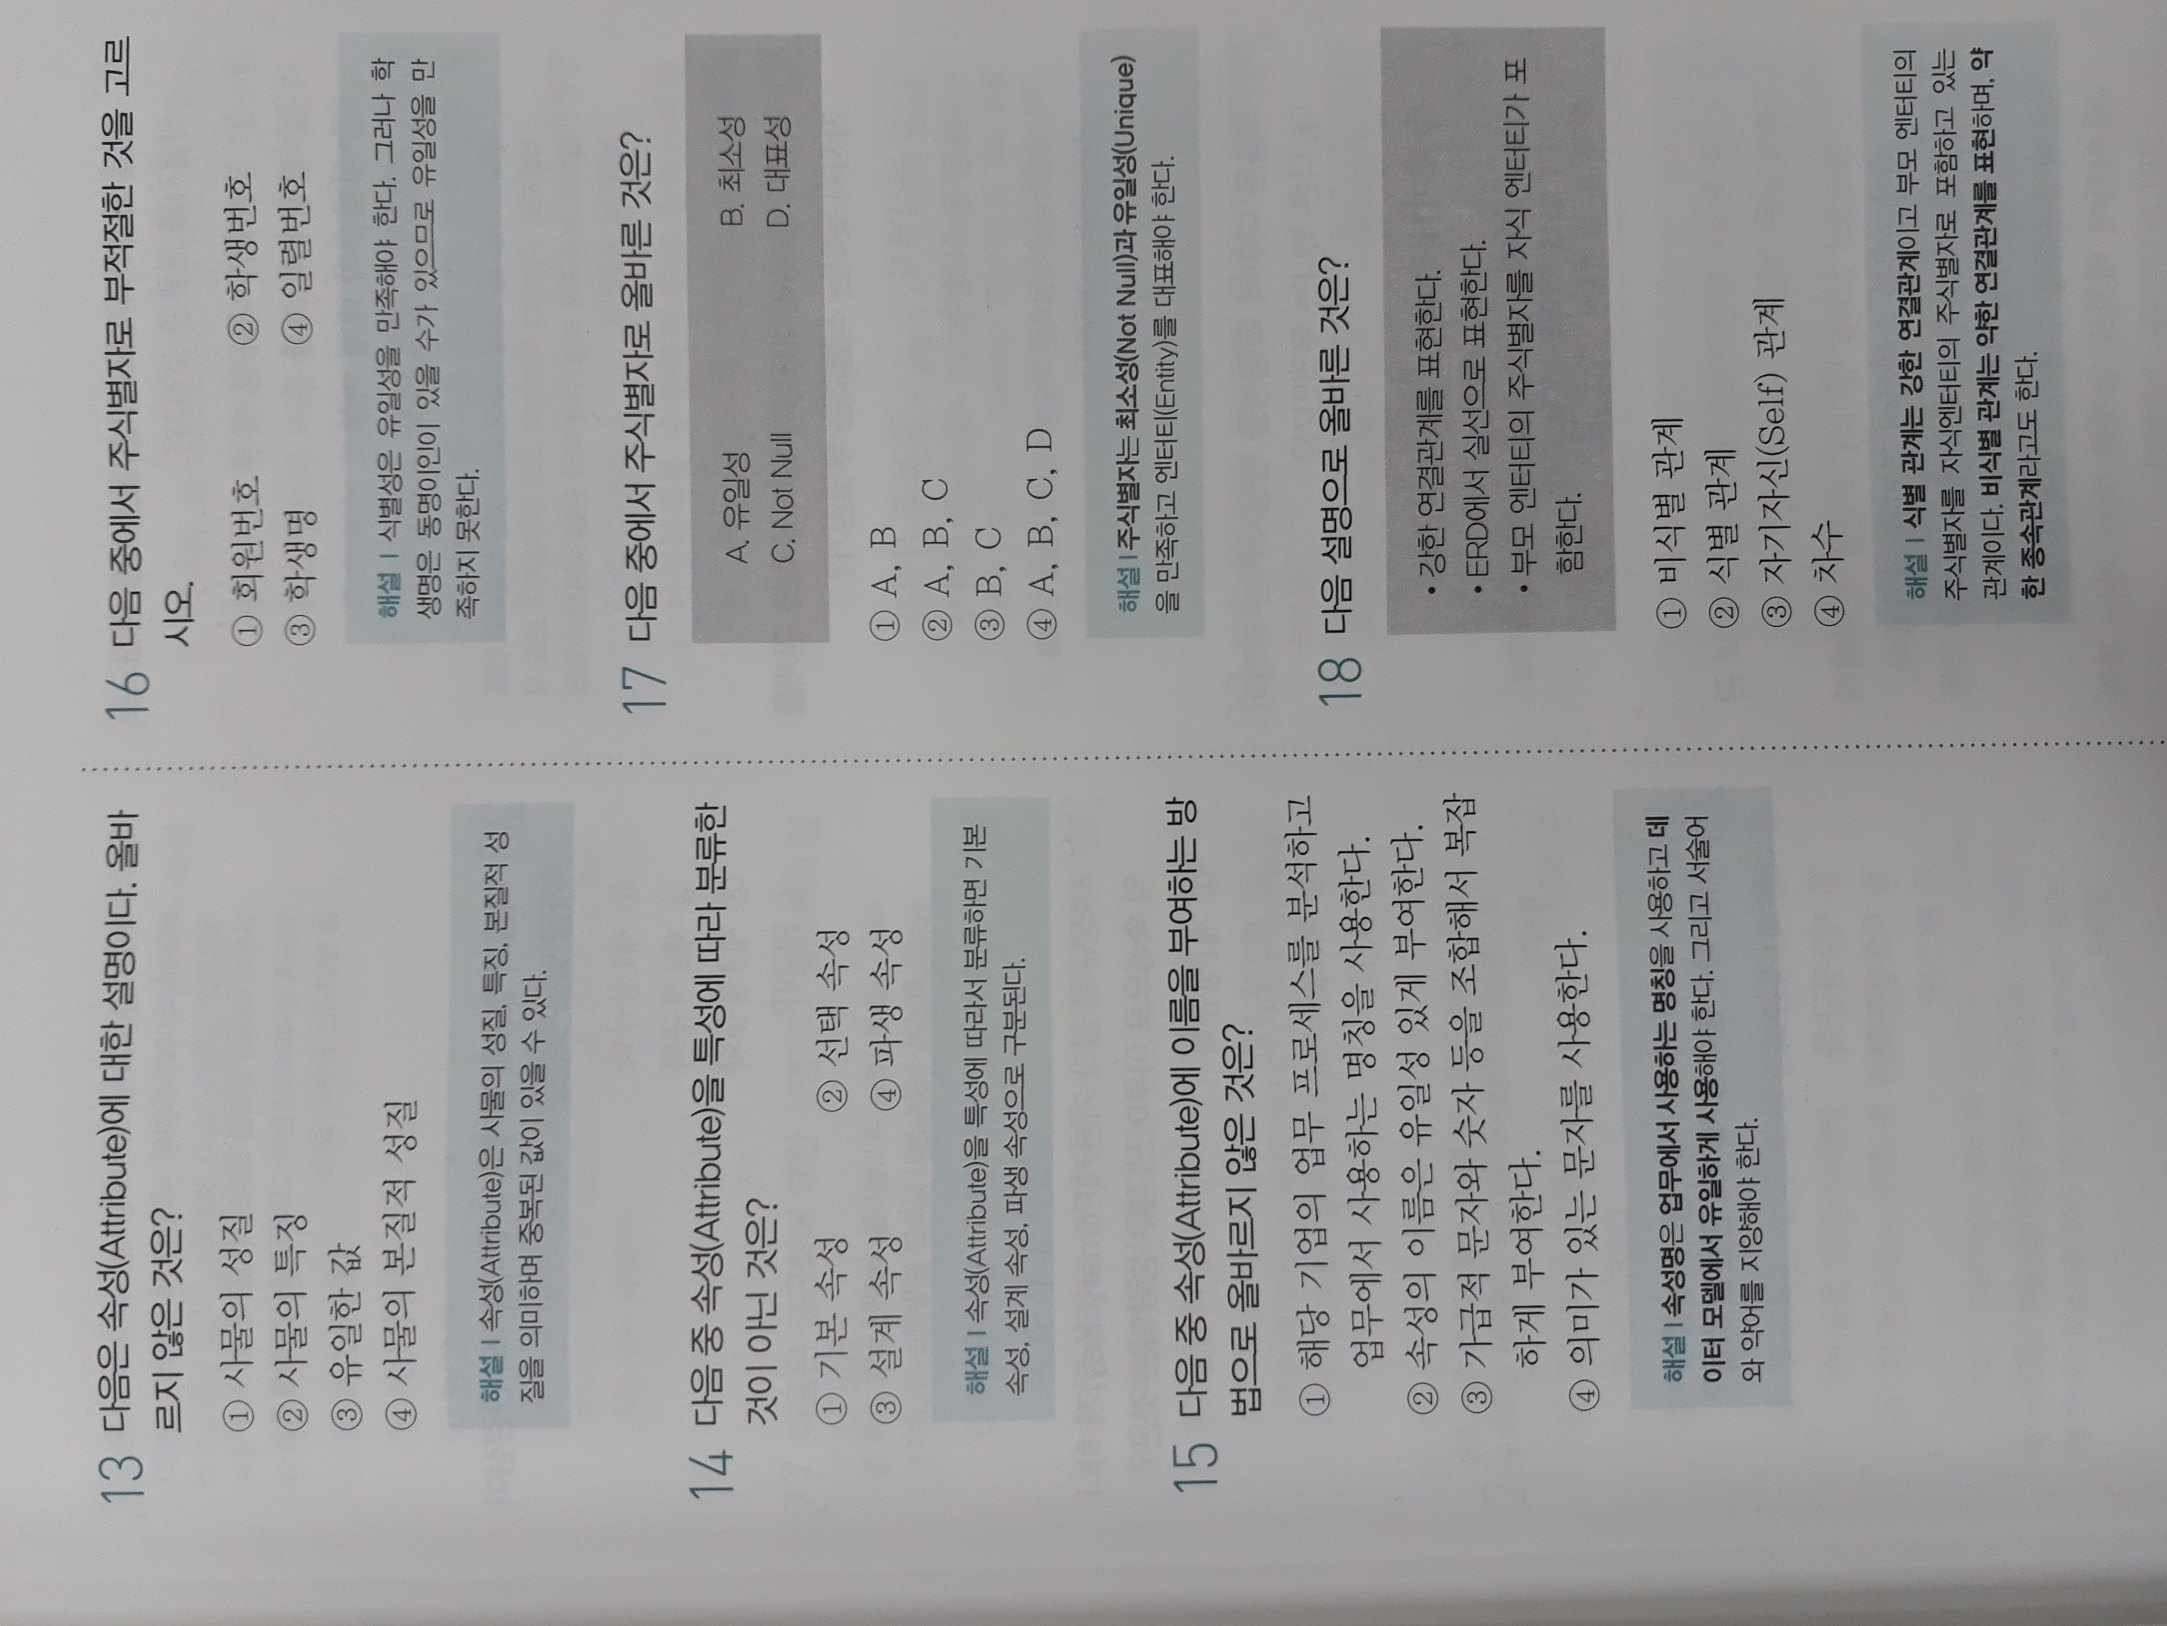 13 다음은 속성(Attribute)에 대한 설명이다. 올바
르지 않은 것은?
① 사물의 성질
② 사물의 특징
③ 유일한 값
④ 사물의 본질적 성질
해설 | 속성(Attribute)은 사물의 성질, 특징, 본질적 성
질을 의미하며 중복된 값이 있을 수 있다.
14 다음 중 속성(Attribute)을 특성에 따라 분류한
것이 아닌 것은?
① 기본 속성 ② 선택 속성
③ 설계 속성 ④ 파생 속성
해설 | 속성(Attribute)을 특성에 따라서 분류하면 기본
속성, 설계 속성, 파생 속성으로 구분된다.
15 다음 중 속성(Attribute)에 이름을 부여하는 방
법으로 올바르지 않은 것은?
① 해당 기업의 업무 프로세스를 분석하고
업무에서 사용하는 명칭을 사용한다.
② 속성의 이름은 유일성 있게 부여한다.
③ 가급적 문자와 숫자 등을 조합해서 복잡
하게 부여한다.
④ 의미가 있는 문자를 사용한다.
해설 | 속성명은 업무에서 사용하는 명칭을 사용하고 데
이터 모델에서 유일하게 사용해야 한다. 그리고 서술어
와 약어를 지양해야 한다.
16 다음 중에서 주식별자로 부적절한 것을 고르
시오.
① 회원번호 ② 학생번호
③ 학생명 ④ 일렬번호
해설 | 식별성은 유일성을 만족해야 한다. 그러나 학
생명은 동명이인이 있을 수가 있으므로 유일성을 만
족하지 못한다.
17 다음 중에서 주식별자로 올바른 것은?
A. 유일성 B. 최소성
C. Not Null D. 대표성
① A, B
② A, B, C
③ B, C
④ A, B, C, D
해설 | 주식별자는 최소성(Not Null)과 유일성(Unique)
을 만족하고 엔터티(Entity)를 대표해야 한다.
18 다음 설명으로 올바른 것은?
• 강한 연결관계를 표현한다.
• ERD에서 실선으로 표현한다.
• 부모 엔터티의 주식별자를 자식 엔터티가 포
함한다.
① 비식별 관계
② 식별 관계
③ 자기자신(Self) 관계
④ 차수
해설 | 식별 관계는 강한 연결관계이고 부모 엔터티의
주식별자를 자식엔터티의 주식별자로 포함하고 있는
관계이다. 비식별 관계는 약한 연결관계를 표현하며, 약
한 종속관계라고도 한다.